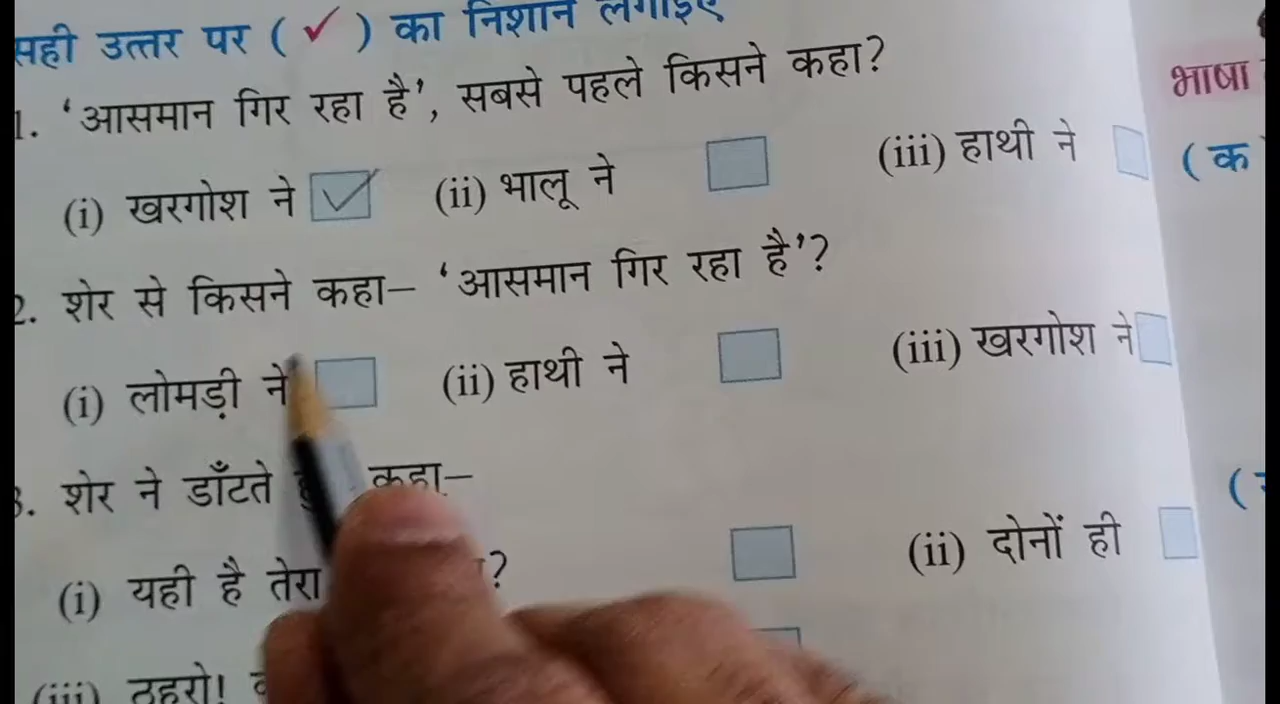 सही उत्तर पर ( ✓ ) का निशान लगाइए
1. ‘आसमान गिर रहा है’, सबसे पहले किसने कहा?
(i) खरगोश ने (ii) भालू ने (iii) हाथी ने
2. शेर से किसने कहा– ‘आसमान गिर रहा है’?
(i) लोमड़ी ने (ii) हाथी ने (iii) खरगोश ने
3. शेर ने डाँटते कहा–
(i) यही है तेरा ? (ii) दोनों ही
(iii) ठहरो!
भाषा
(क